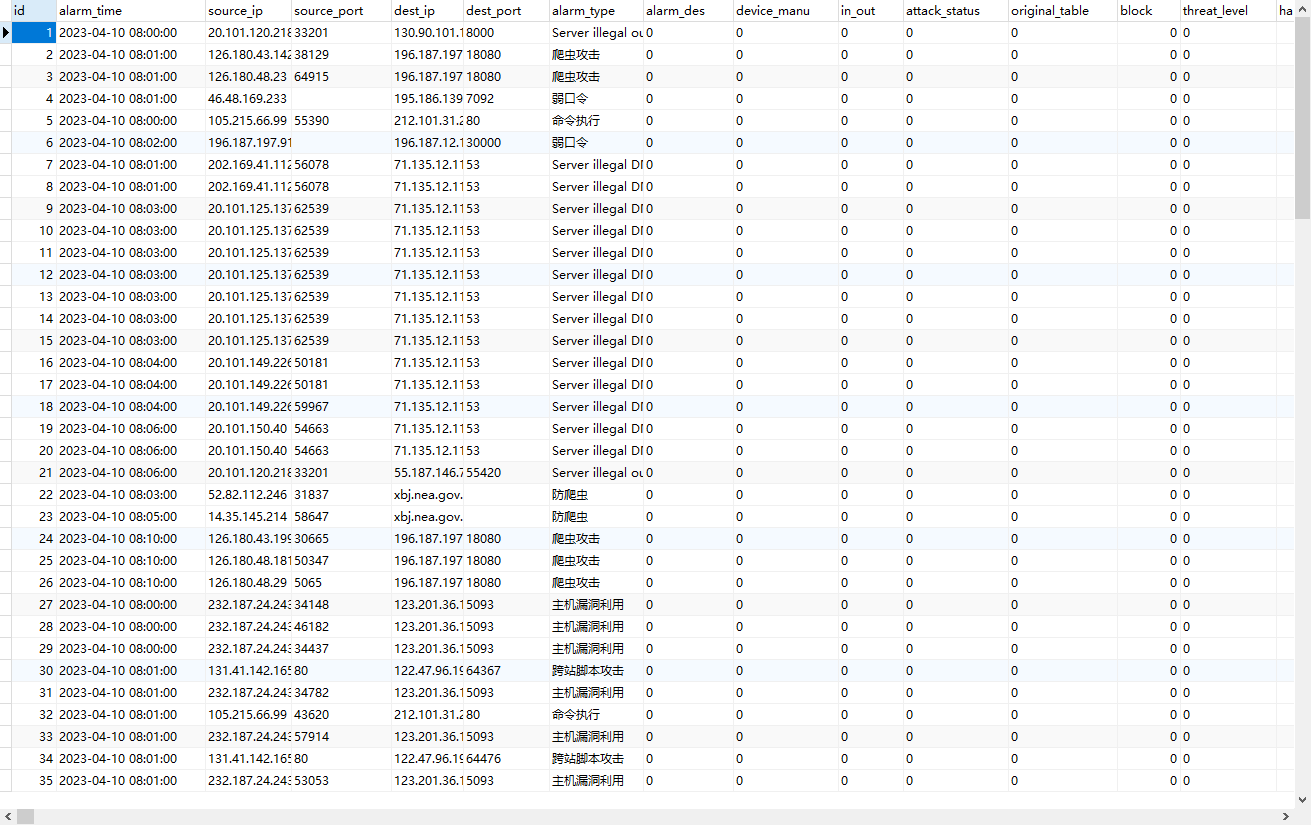 id alarm_time source_ip source_port dest_ip dest_port alarm_type alarm_des device_manu in_out attack_status original_table block threat_level ha
1 2023-04-10 08:00:00 20.101.120.218 33201 130.90.101.1 8000 Server illegal ou 0 0 0 0 0 0 0
2 2023-04-10 08:01:00 126.180.43.142 38129 196.187.197 18080 爬虫攻击 0 0 0 0 0 0 0
3 2023-04-10 08:01:00 126.180.48.23 64915 196.187.197 18080 爬虫攻击 0 0 0 0 0 0 0
4 2023-04-10 08:01:00 46.48.169.233 195.186.139 7092 弱口令 0 0 0 0 0 0 0
5 2023-04-10 08:00:00 105.215.66.99 55390 212.101.31.2 80 命令执行 0 0 0 0 0 0 0
6 2023-04-10 08:02:00 196.187.197.91 196.187.12.1 30000 弱口令 0 0 0 0 0 0 0
7 2023-04-10 08:01:00 202.169.41.112 56078 71.135.12.11 53 Server illegal DN 0 0 0 0 0 0 0
8 2023-04-10 08:01:00 202.169.41.112 56078 71.135.12.11 53 Server illegal DN 0 0 0 0 0 0 0
9 2023-04-10 08:03:00 20.101.125.137 62539 71.135.12.11 53 Server illegal DN 0 0 0 0 0 0 0
10 2023-04-10 08:03:00 20.101.125.137 62539 71.135.12.11 53 Server illegal DN 0 0 0 0 0 0 0
11 2023-04-10 08:03:00 20.101.125.137 62539 71.135.12.11 53 Server illegal DN 0 0 0 0 0 0 0
12 2023-04-10 08:03:00 20.101.125.137 62539 71.135.12.11 53 Server illegal DN 0 0 0 0 0 0 0
13 2023-04-10 08:03:00 20.101.125.137 62539 71.135.12.11 53 Server illegal DN 0 0 0 0 0 0 0
14 2023-04-10 08:03:00 20.101.125.137 62539 71.135.12.11 53 Server illegal DN 0 0 0 0 0 0 0
15 2023-04-10 08:03:00 20.101.125.137 62539 71.135.12.11 53 Server illegal DN 0 0 0 0 0 0 0
16 2023-04-10 08:04:00 20.101.149.226 50181 71.135.12.11 53 Server illegal DN 0 0 0 0 0 0 0
17 2023-04-10 08:04:00 20.101.149.226 50181 71.135.12.11 53 Server illegal DN 0 0 0 0 0 0 0
18 2023-04-10 08:04:00 20.101.149.226 59967 71.135.12.11 53 Server illegal DN 0 0 0 0 0 0 0
19 2023-04-10 08:06:00 20.101.150.40 54663 71.135.12.11 53 Server illegal DN 0 0 0 0 0 0 0
20 2023-04-10 08:06:00 20.101.150.40 54663 71.135.12.11 53 Server illegal DN 0 0 0 0 0 0 0
21 2023-04-10 08:06:00 20.101.120.218 33201 55.187.146.7 55420 Server illegal ou 0 0 0 0 0 0 0
22 2023-04-10 08:03:00 52.82.112.246 31837 xbj.nea.gov. 防爬虫 0 0 0 0 0 0 0
23 2023-04-10 08:05:00 14.35.145.214 58647 xbj.nea.gov. 防爬虫 0 0 0 0 0 0 0
24 2023-04-10 08:10:00 126.180.43.199 30665 196.187.197 18080 爬虫攻击 0 0 0 0 0 0 0
25 2023-04-10 08:10:00 126.180.48.181 50347 196.187.197 18080 爬虫攻击 0 0 0 0 0 0 0
26 2023-04-10 08:10:00 126.180.48.29 5065 196.187.197 18080 爬虫攻击 0 0 0 0 0 0 0
27 2023-04-10 08:00:00 232.187.24.243 34148 123.201.36.1 5093 主机漏洞利用 0 0 0 0 0 0 0
28 2023-04-10 08:00:00 232.187.24.243 46182 123.201.36.1 5093 主机漏洞利用 0 0 0 0 0 0 0
29 2023-04-10 08:00:00 232.187.24.243 34437 123.201.36.1 5093 主机漏洞利用 0 0 0 0 0 0 0
30 2023-04-10 08:01:00 131.41.142.165 80 122.47.96.19 64367 跨站脚本攻击 0 0 0 0 0 0 0
31 2023-04-10 08:01:00 232.187.24.243 34782 123.201.36.1 5093 主机漏洞利用 0 0 0 0 0 0 0
32 2023-04-10 08:01:00 105.215.66.99 43620 212.101.31.2 80 命令执行 0 0 0 0 0 0 0
33 2023-04-10 08:01:00 232.187.24.243 57914 123.201.36.1 5093 主机漏洞利用 0 0 0 0 0 0 0
34 2023-04-10 08:01:00 131.41.142.165 80 122.47.96.19 64476 跨站脚本攻击 0 0 0 0 0 0 0
35 2023-04-10 08:01:00 232.187.24.243 53053 123.201.36.1 5093 主机漏洞利用 0 0 0 0 0 0 0